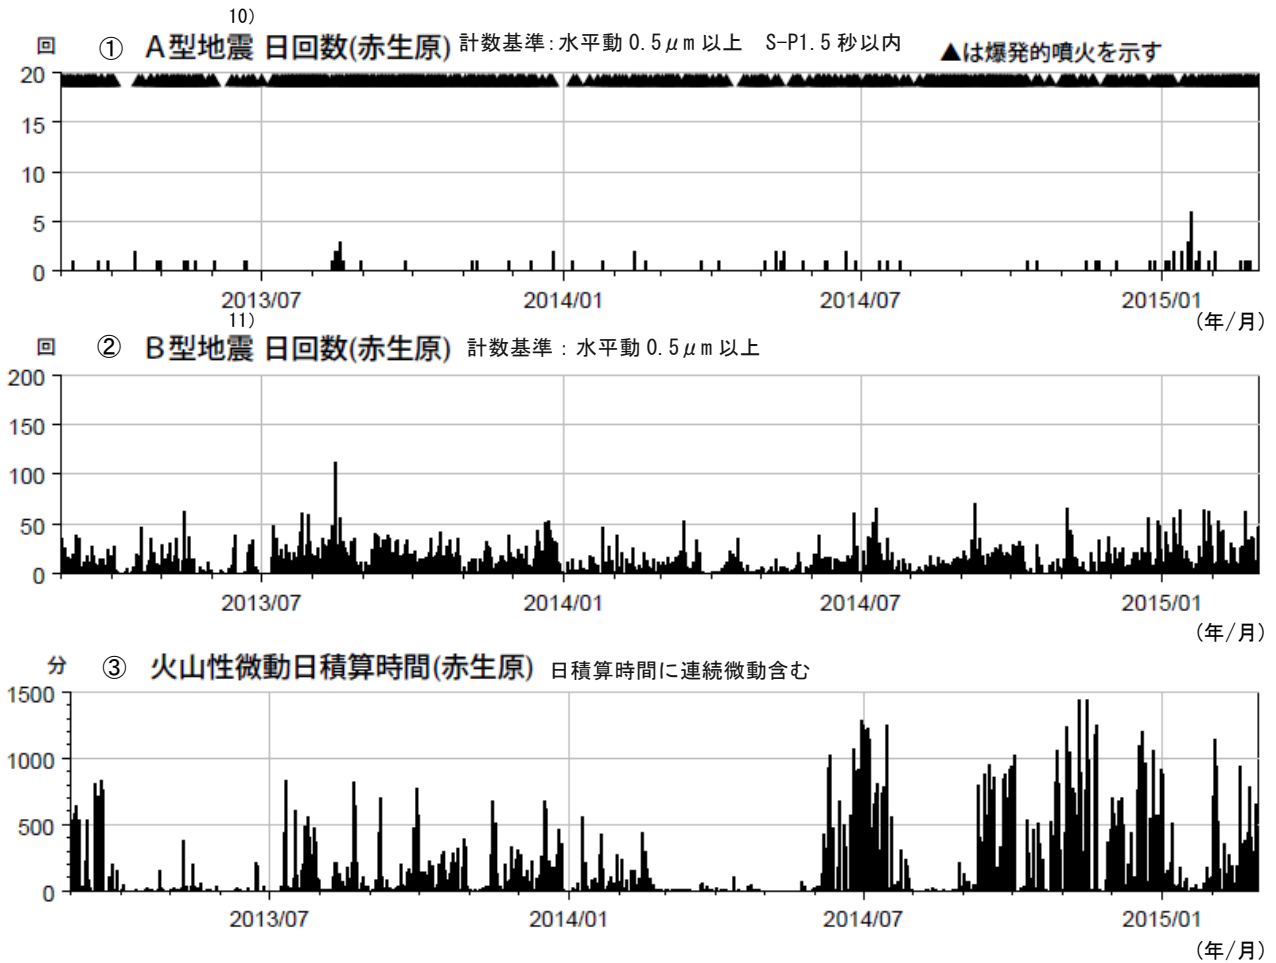 10)
回 ① A型地震 日回数(赤生原) 計数基準:水平動 0.5μm 以上 S-P1.5 秒以内
▲は爆発的噴火を示す
20
15
10
5
0
2013/07 2014/01 2014/07 2015/01
(年/月)
11)
回 ② B型地震 日回数(赤生原) 計数基準:水平動 0.5μm 以上
200
150
100
50
0
2013/07 2014/01 2014/07 2015/01
(年/月)
分 ③ 火山性微動日積算時間(赤生原) 日積算時間に連続微動含む
1500
1000
500
0
2013/07 2014/01 2014/07 2015/01
(年/月)